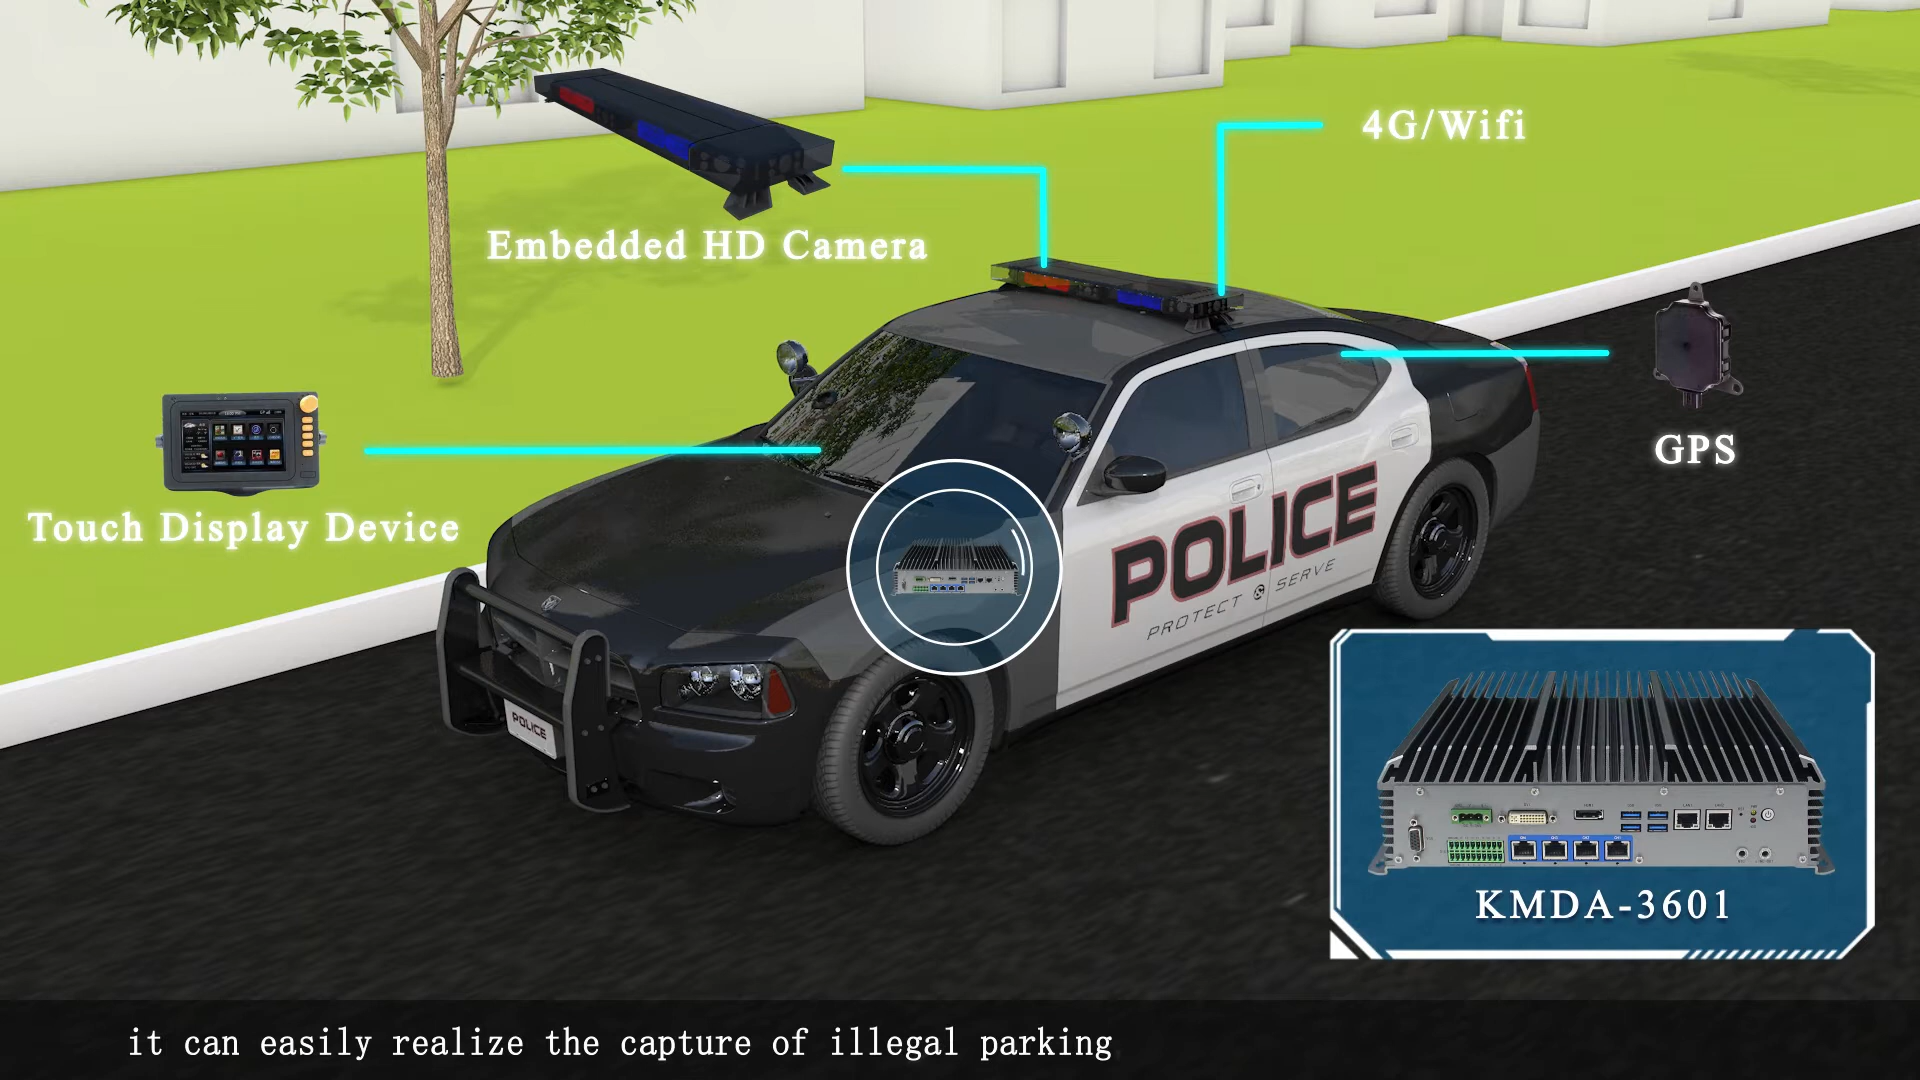 4G/Wifi
Embedded HD Camera
GPS
Touch Display Device
POLICE
PROTECT & SERVE
POLICE
KMDA-3601
it can easily realize the capture of illegal parking